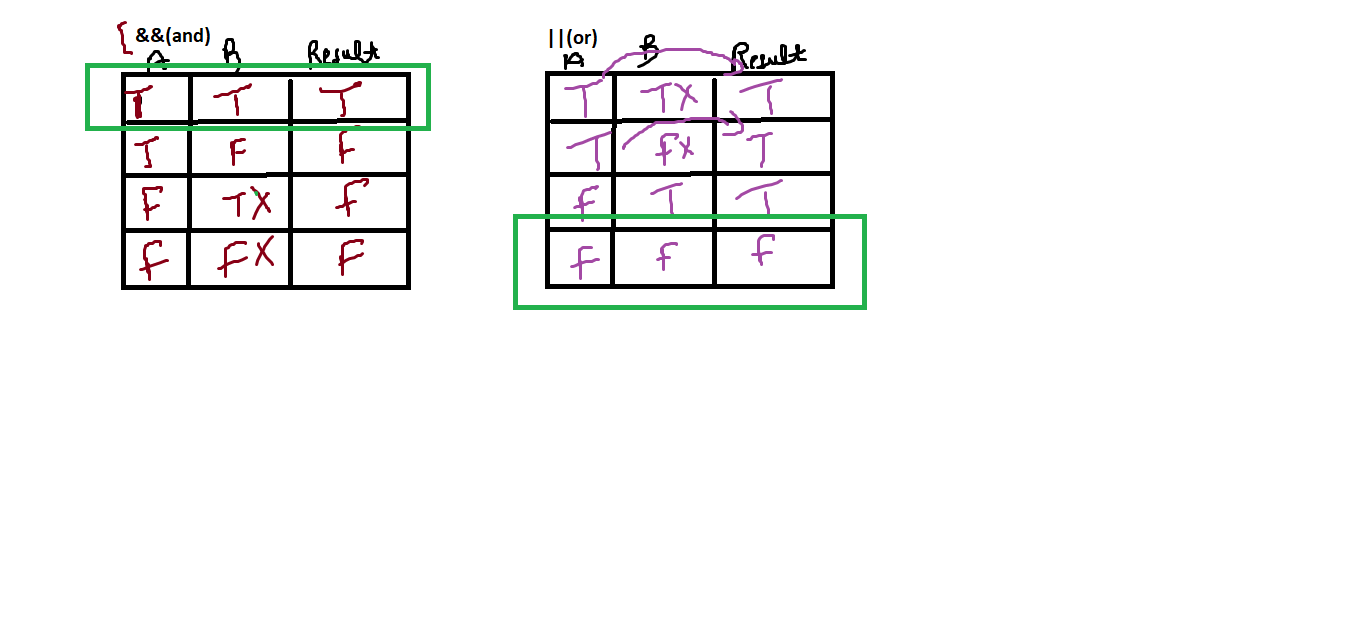 &&(and)
A B Result
T T T
T F F
F TX F
F FX F
||(or)
A B Result
T TX T
T FX T
F T T
F F F